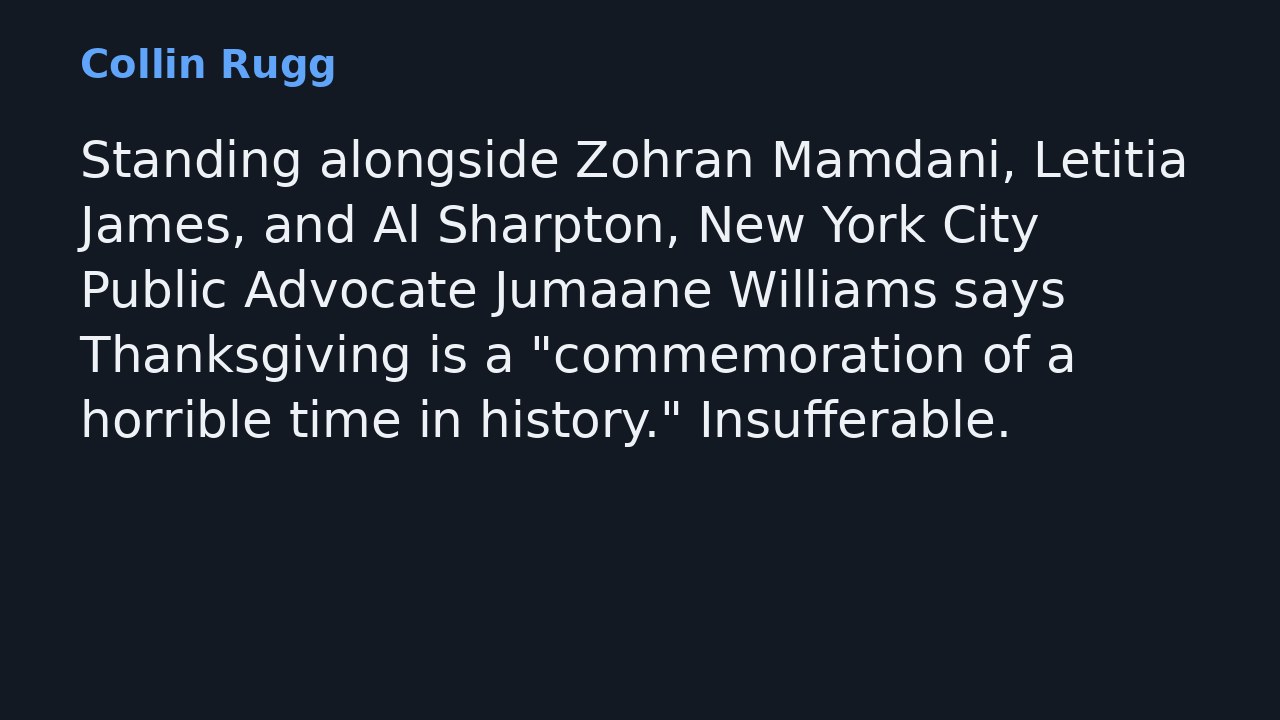 Collin Rugg
Standing alongside Zohran Mamdani, Letitia
James, and Al Sharpton, New York City
Public Advocate Jumaane Williams says
Thanksgiving is a "commemoration of a
horrible time in history." Insufferable.